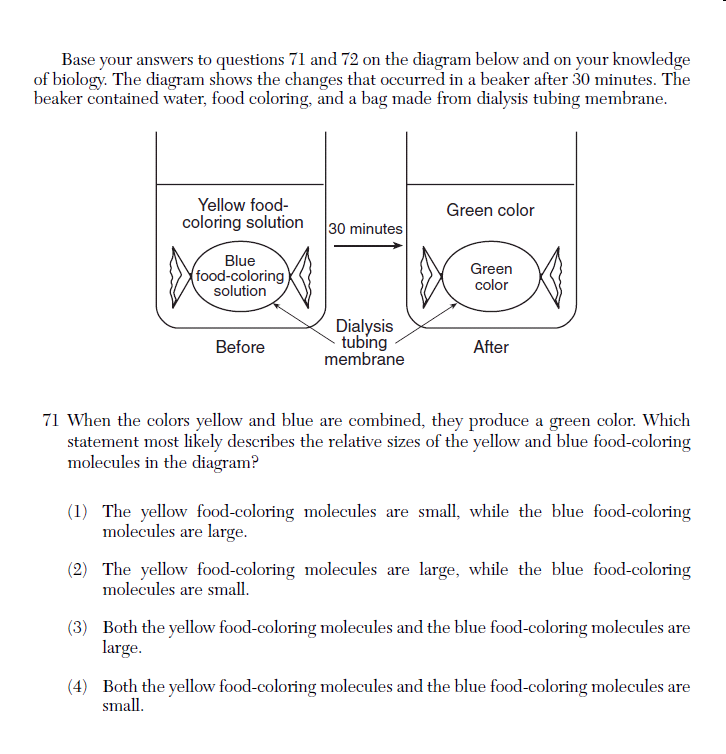 Base your answers to questions 71 and 72 on the diagram below and on your knowledge
of biology. The diagram shows the changes that occurred in a beaker after 30 minutes. The
beaker contained water, food coloring, and a bag made from dialysis tubing membrane.
Yellow food-
coloring solution
Blue
food-coloring
solution
Before
30 minutes
Dialysis
tubing
membrane
Green color
Green
color
After
71 When the colors yellow and blue are combined, they produce a green color. Which
statement most likely describes the relative sizes of the yellow and blue food-coloring
molecules in the diagram?
(1) The yellow food-coloring molecules are small, while the blue food-coloring
molecules are large.
(2) The yellow food-coloring molecules are large, while the blue food-coloring
molecules are small.
(3) Both the yellow food-coloring molecules and the blue food-coloring molecules are
large.
(4) Both the yellow food-coloring molecules and the blue food-coloring molecules are
small.